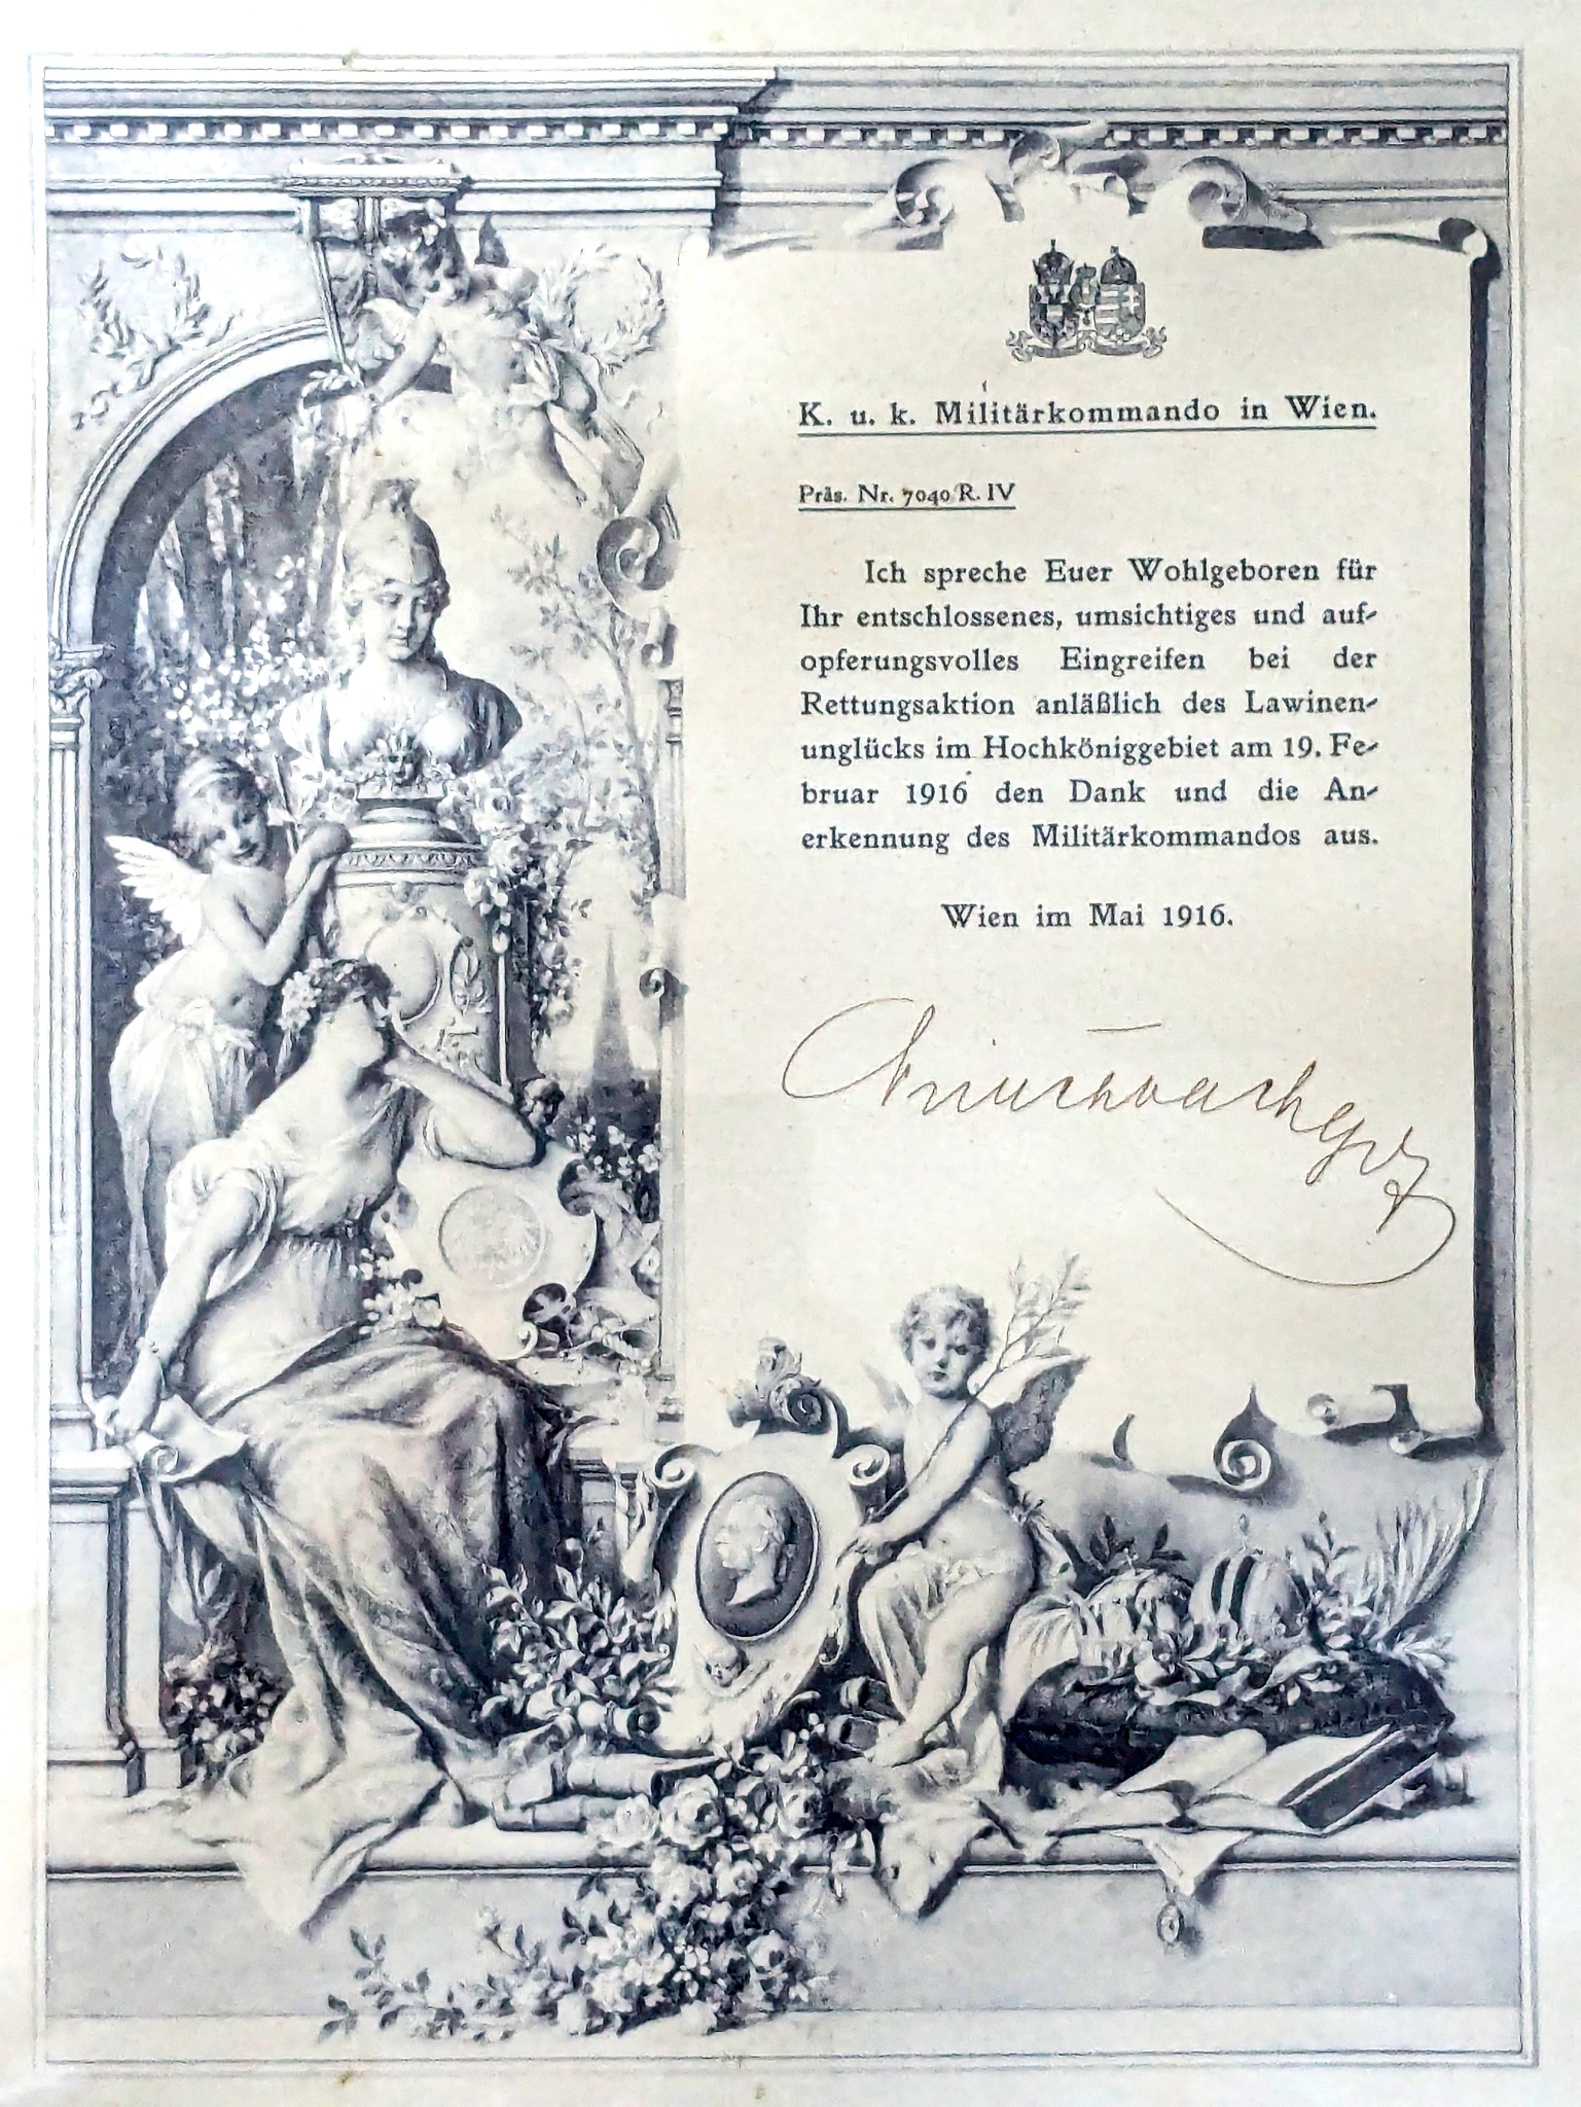 K. u. k. Militärkommando in Wien.
Präs. Nr. 7040 R. IV
Ich spreche Euer Wohlgeboren für
Ihr entschlossenes, umsichtiges und auf-
opferungsvolles Eingreifen bei der
Rettungsaktion anläßlich des Lawinen-
unglücks im Hochköniggebiet am 19. Fe-
bruar 1916 den Dank und die An-
erkennung des Militärkommandos aus.
Wien im Mai 1916.